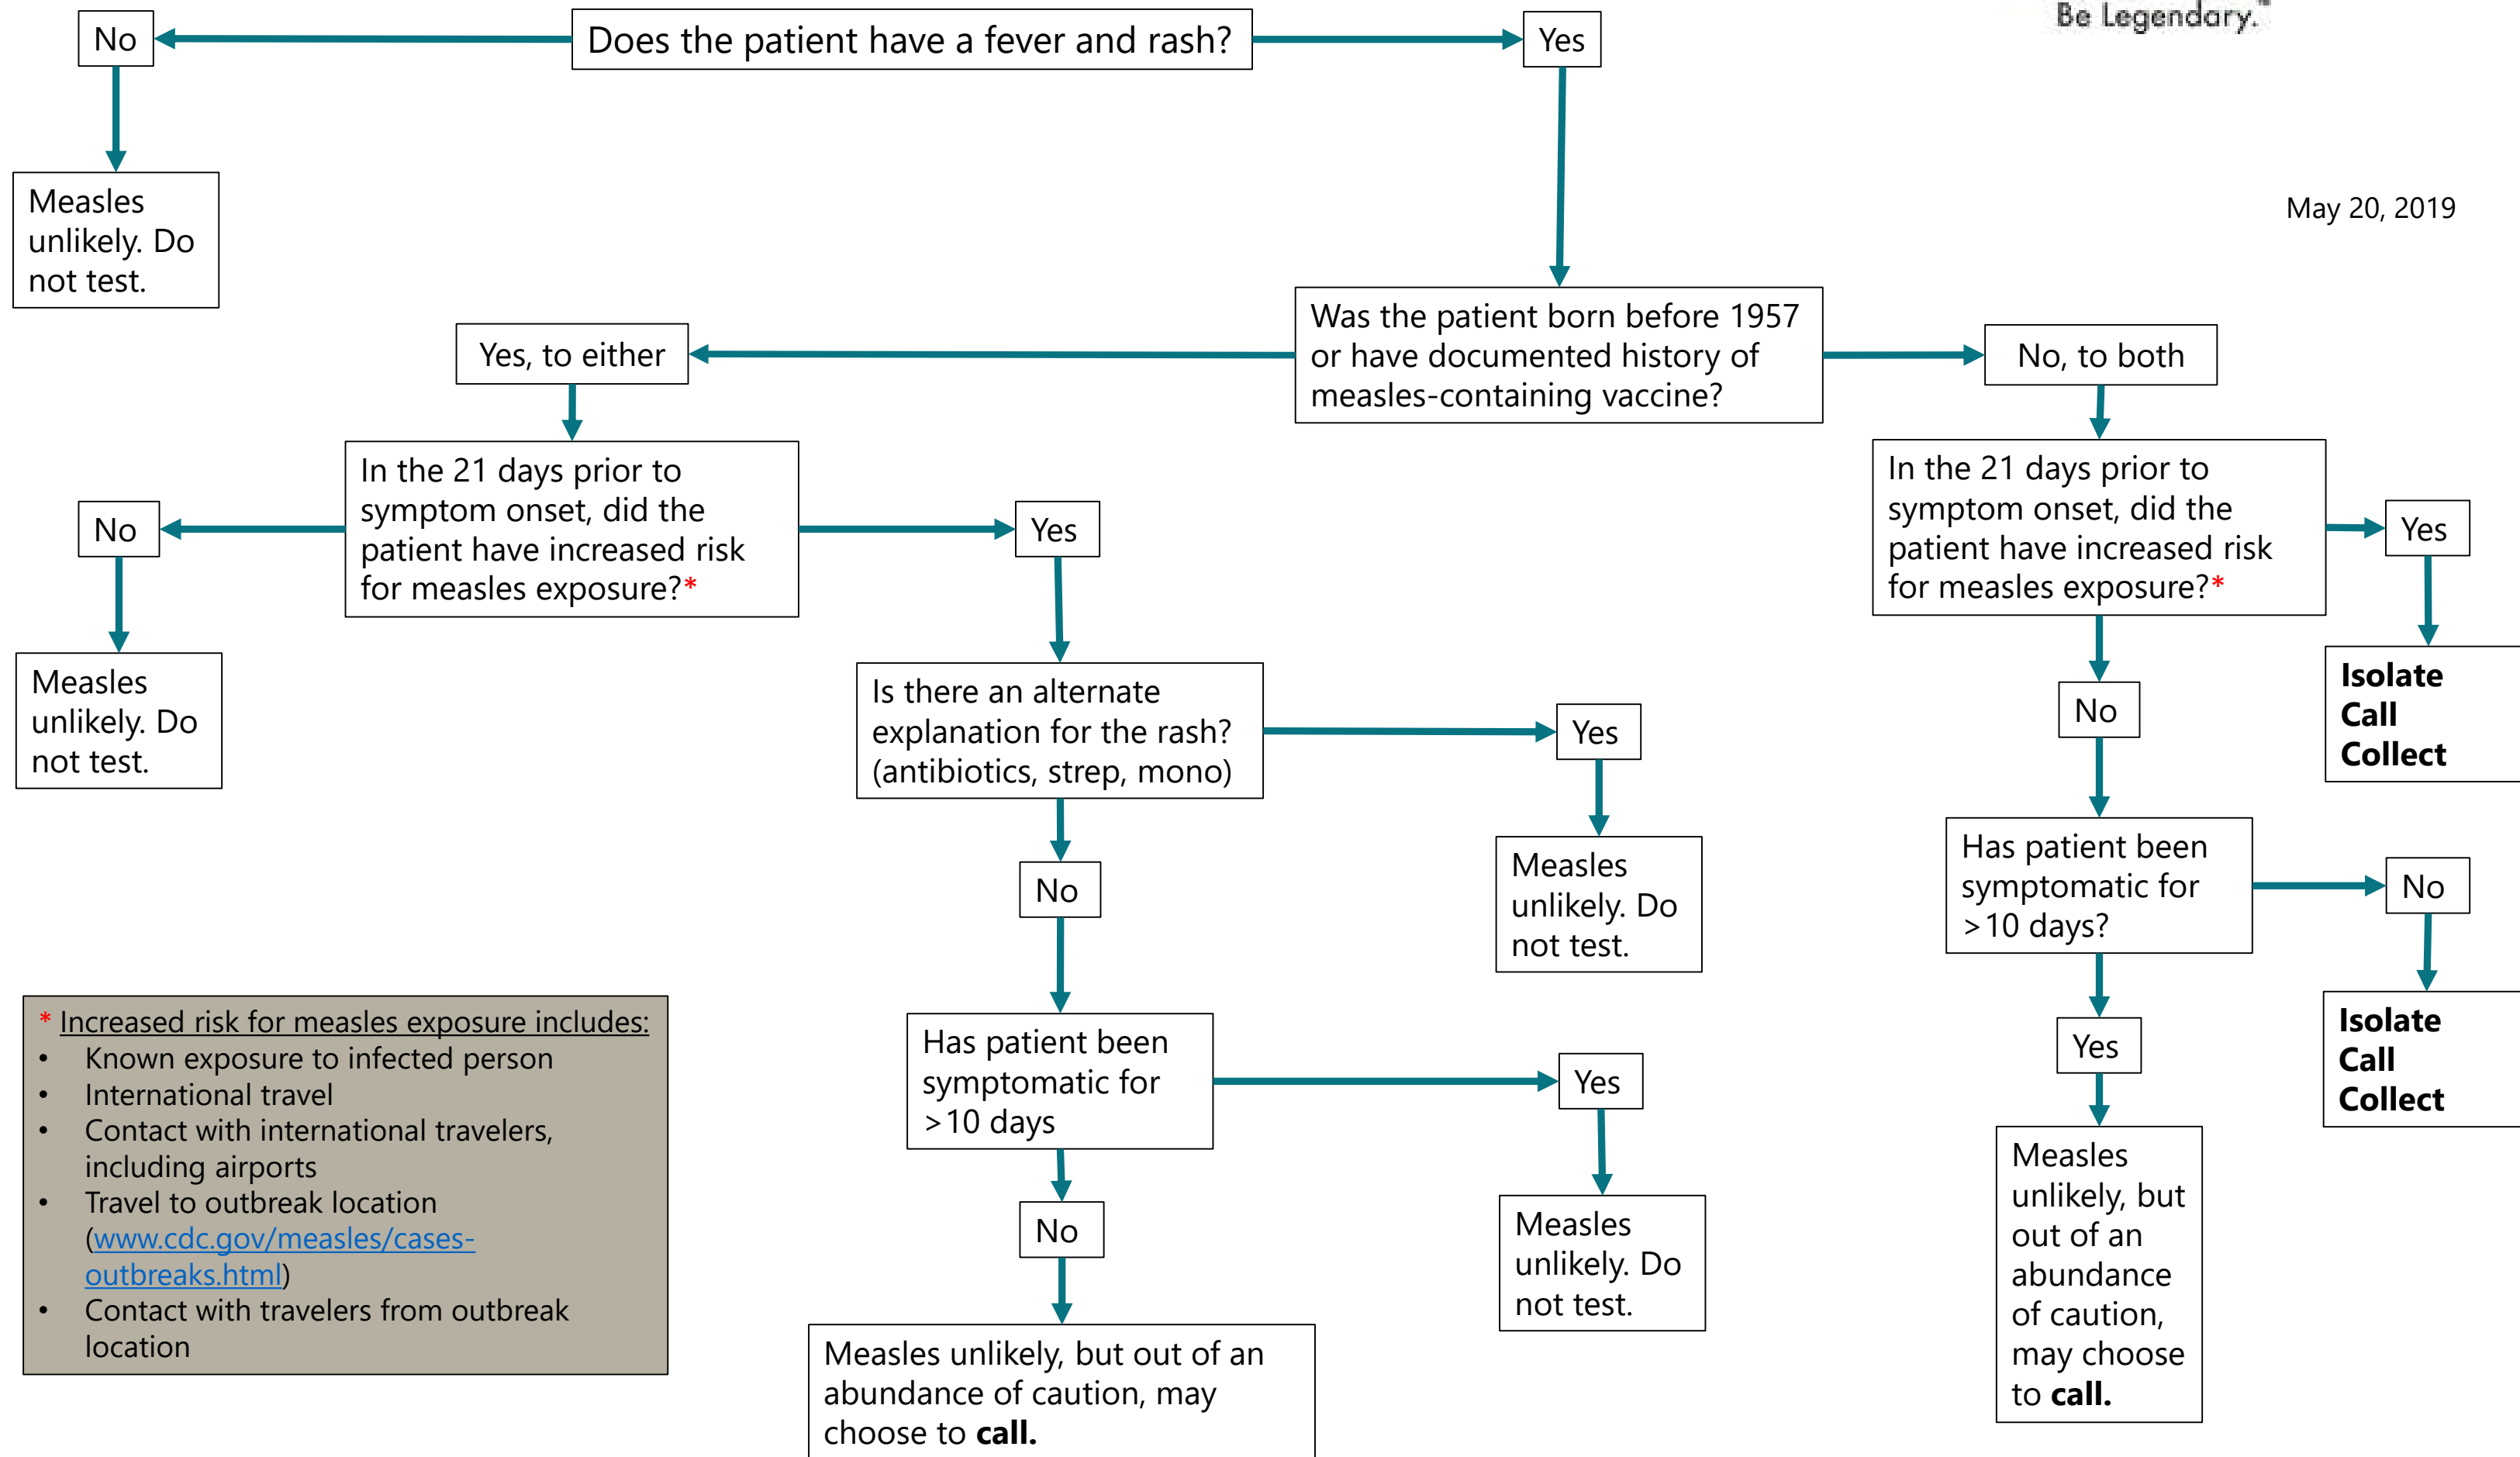 Be Legendary.™
No
Does the patient have a fever and rash?
Yes
Measles
unlikely. Do
not test.
May 20, 2019
Was the patient born before 1957
or have documented history of
measles-containing vaccine?
Yes, to either
No, to both
In the 21 days prior to
symptom onset, did the
patient have increased risk
for measles exposure?*
No
Yes
In the 21 days prior to
symptom onset, did the
patient have increased risk
for measles exposure?*
Yes
Measles
unlikely. Do
not test.
Is there an alternate
explanation for the rash?
(antibiotics, strep, mono)
Yes
No
Isolate
Call
Collect
No
Measles
unlikely. Do
not test.
Has patient been
symptomatic for
>10 days?
No
* Increased risk for measles exposure includes:
• Known exposure to infected person
• International travel
• Contact with international travelers,
including airports
• Travel to outbreak location
(www.cdc.gov/measles/cases-
outbreaks.html)
• Contact with travelers from outbreak
location
Has patient been
symptomatic for
>10 days
Yes
Yes
Isolate
Call
Collect
No
Measles
unlikely. Do
not test.
Measles
unlikely, but
out of an
abundance
of caution,
may choose
to call.
Measles unlikely, but out of an
abundance of caution, may
choose to call.